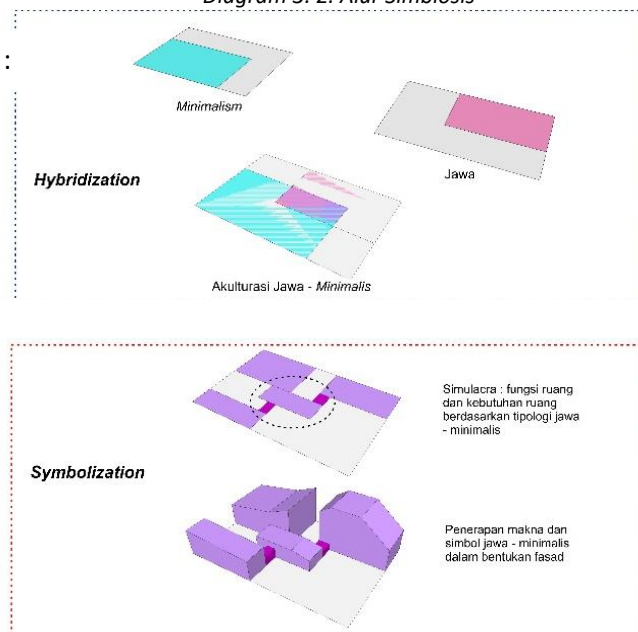 Diagram 3. 2. Alur Simbiosis
:
Minimalism
Jawa
Hybridization
Akulturasi Jawa - Minimalis
Simulacra : fungsi ruang
dan kebutuhan ruang
berdasarkan tipologi jawa
- minimalis
Symbolization
Penerapan makna dan
simbol jawa - minimalis
dalam bentukan fasad